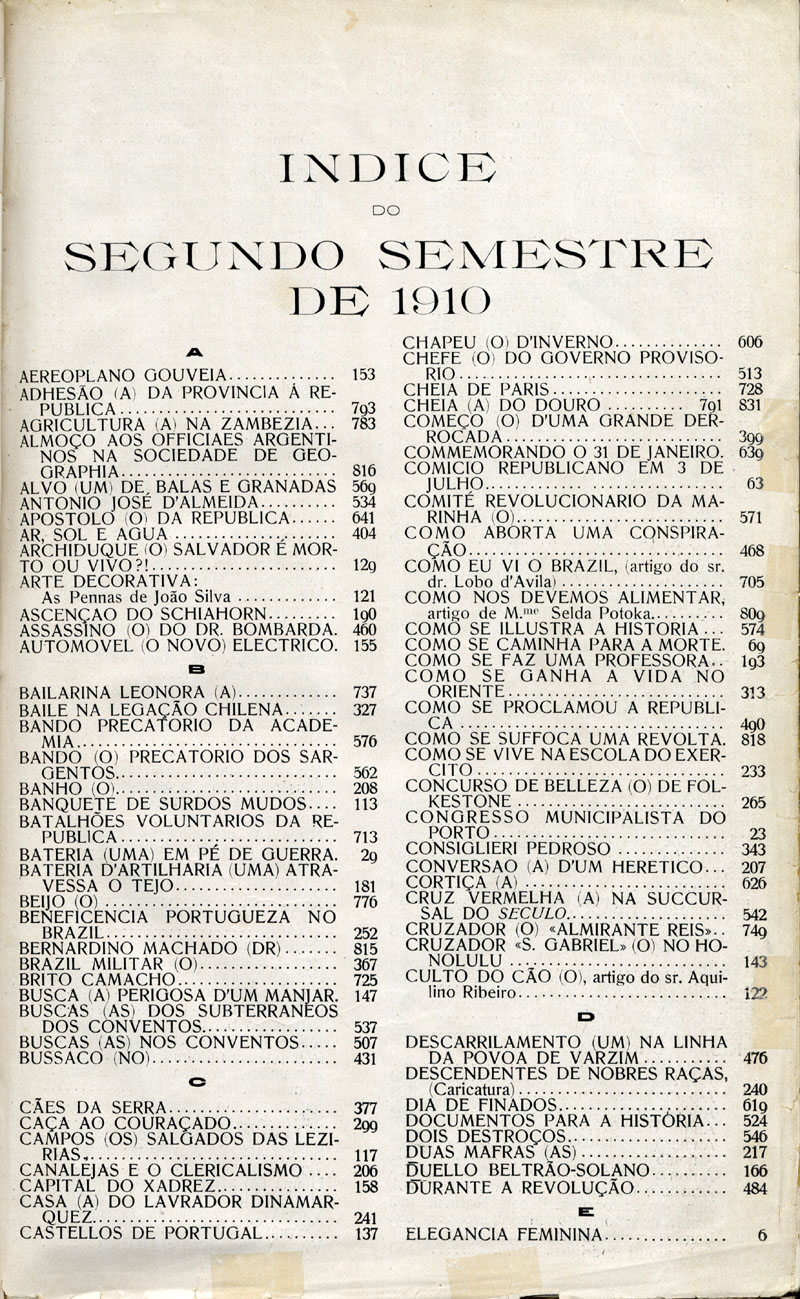 INDICE
DO
SEGUNDO SEMESTRE
DE 1910
A
AEREOPLANO GOUVEIA.............. 153
ADHESÃO (A) DA PROVINCIA Á RE-
PUBLICA............................ 793
AGRICULTURA (A) NA ZAMBEZIA... 783
ALMOÇO AOS OFFICIAES ARGENTI-
NOS NA SOCIEDADE DE GEO-
GRAPHIA............................ 816
ALVO (UM) DE BALAS E GRANADAS 569
ANTONIO JOSÉ D'ALMEIDA.......... 534
APOSTOLO (O) DA REPUBLICA...... 641
AR, SOL E AGUA .................... 404
ARCHIDUQUE (O) SALVADOR É MOR-
TO OU VIVO?!........................ 129
ARTE DECORATIVA:
As Pennas de João Silva ............. 121
ASCENÇÃO DO SCHIAHORN......... 190
ASSASSINO (O) DO DR. BOMBARDA. 460
AUTOMOVEL (O NOVO) ELECTRICO. 155
B
BAILARINA LEONORA (A)............. 737
BAILE NA LEGAÇÃO CHILENA....... 327
BANDO PRECATORIO DA ACADE-
MIA................................. 576
BANDO (O) PRECATORIO DOS SAR-
GENTOS............................. 562
BANHO (O)............................ 208
BANQUETE DE SURDOS MUDOS.... 113
BATALHÕES VOLUNTARIOS DA RE-
PUBLICA............................ 713
BATERIA (UMA) EM PÉ DE GUERRA. 29
BATERIA D'ARTILHARIA (UMA) ATRA-
VESSA O TEJO..................... 181
BEIJO (O) ............................. 776
BENEFICENCIA PORTUGUEZA NO
BRAZIL.............................. 252
BERNARDINO MACHADO (DR)....... 815
BRAZIL MILITAR (O).................. 367
BRITO CAMACHO..................... 725
BUSCA (A) PERIGOSA D'UM MANJAR. 147
BUSCAS (AS) DOS SUBTERRANEOS
DOS CONVENTOS.................. 537
BUSCAS (AS) NOS CONVENTOS..... 507
BUSSACO (NO)........................ 431
C
CÃES DA SERRA...................... 377
CAÇA AO COURAÇADO.............. 299
CAMPOS (OS) SALGADOS DAS LEZI-
RIAS................................. 117
CANALEJAS E O CLERICALISMO .... 206
CAPITAL DO XADREZ................ 158
CASA (A) DO LAVRADOR DINAMAR-
QUEZ................................ 241
CASTELLOS DE PORTUGAL.......... 137
CHAPEU (O) D'INVERNO.............. 606
CHEFE (O) DO GOVERNO PROVISO-
RIO.................................. 513
CHEIA DE PARIS...................... 728
CHEIA (A) DO DOURO ......... 791 831
COMEÇO (O) D'UMA GRANDE DER-
ROCADA............................ 399
COMMEMORANDO O 31 DE JANEIRO. 639
COMICIO REPUBLICANO EM 3 DE
JULHO............................... 63
COMITÉ REVOLUCIONARIO DA MA-
RINHA (O)........................... 571
COMO ABORTA UMA CONSPIRA-
ÇÃO.................................. 468
COMO EU VI O BRAZIL, (artigo do sr.
dr. Lobo d'Avila)..................... 705
COMO NOS DEVEMOS ALIMENTAR,
artigo de M.me Selda Potoka.......... 809
COMO SE ILLUSTRA A HISTORIA ... 574
COMO SE CAMINHA PARA A MORTE. 69
COMO SE FAZ UMA PROFESSORA.. 193
COMO SE GANHA A VIDA NO
ORIENTE............................ 313
COMO SE PROCLAMOU A REPUBLI-
CA ................................... 490
COMO SE SUFFOCA UMA REVOLTA. 818
COMO SE VIVE NA ESCOLA DO EXER-
CITO................................. 233
CONCURSO DE BELLEZA (O) DE FOL-
KESTONE ........................... 265
CONGRESSO MUNICIPALISTA DO
PORTO.............................. 23
CONSIGLIERI PEDROSO ............. 343
CONVERSAO (A) D'UM HERETICO... 207
CORTIÇA (A) .......................... 626
CRUZ VERMELHA (A) NA SUCCUR-
SAL DO SECULO.................... 542
CRUZADOR (O) «ALMIRANTE REIS».. 749
CRUZADOR «S. GABRIEL» (O) NO HO-
NOLULU ............................ 143
CULTO DO CÃO (O), artigo do sr. Aqui-
lino Ribeiro........................... 122
D
DESCARRILAMENTO (UM) NA LINHA
DA POVOA DE VARZIM ........... 476
DESCENDENTES DE NOBRES RAÇAS,
(Caricatura)........................... 240
DIA DE FINADOS...................... 619
DOCUMENTOS PARA A HISTÓRIA... 524
DOIS DESTROÇOS.................... 546
DUAS MAFRAS (AS)................... 217
DUELLO BELTRÃO-SOLANO.......... 166
DURANTE A REVOLUÇÃO............ 484
E
ELEGANCIA FEMININA................ 6